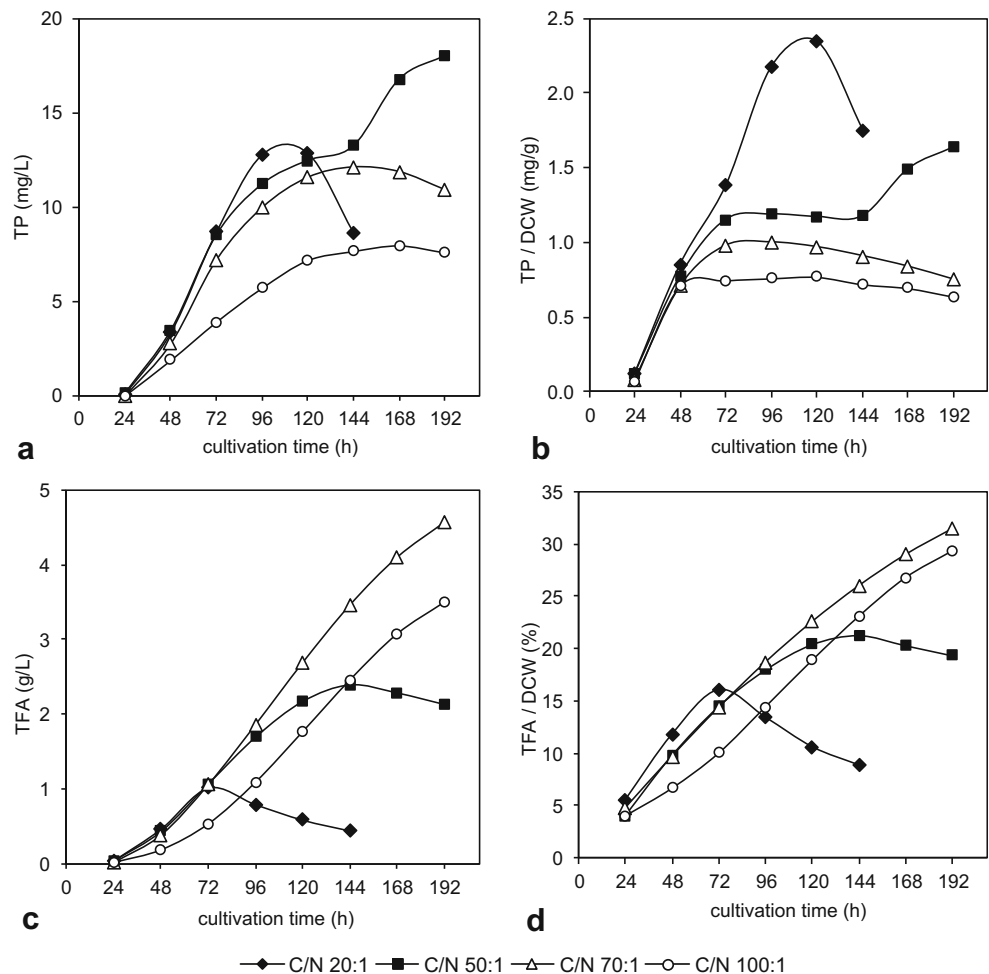 20
15
10
5
0
TP (mg/L)
0 24 48 72 96 120 144 168 192
cultivation time (h)
a
2.5
2.0
1.5
1.0
0.5
0.0
TP / DCW (mg/g)
0 24 48 72 96 120 144 168 192
cultivation time (h)
b
5
4
3
2
1
0
TFA (g/L)
0 24 48 72 96 120 144 168 192
cultivation time (h)
c
35
30
25
20
15
10
5
0
TFA / DCW (%)
0 24 48 72 96 120 144 168 192
cultivation time (h)
d
C/N 20:1 C/N 50:1 C/N 70:1 C/N 100:1